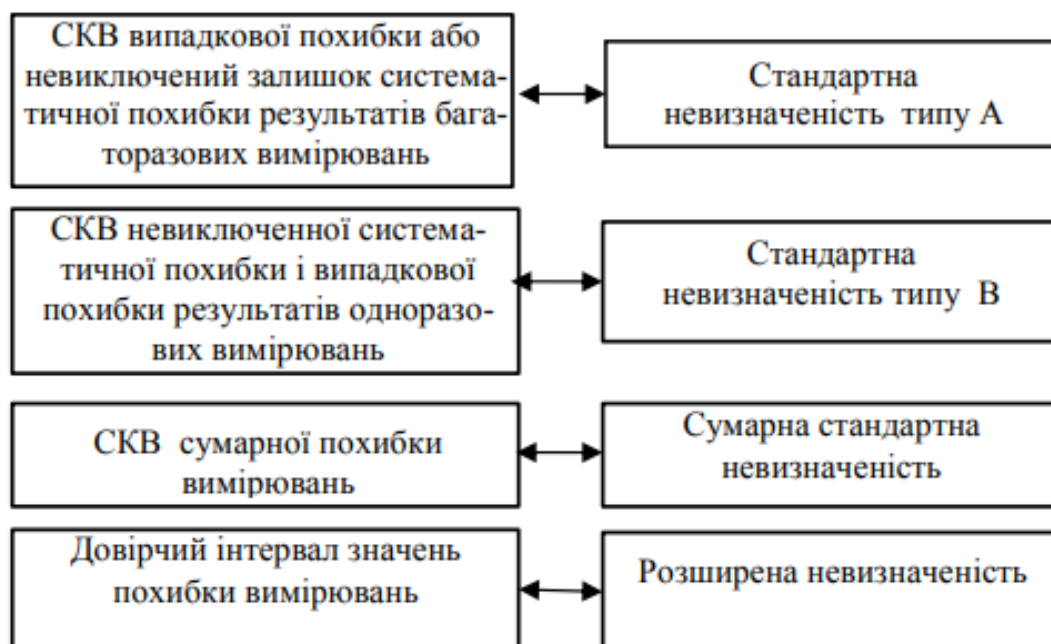 СКВ випадкової похибки або
невиключений залишок система-
тичної похибки результатів бага-
торазових вимірювань
Стандартна
невизначеність типу А
СКВ невиключенної система-
тичної похибки і випадкової
похибки результатів одноразо-
вих вимірювань
Стандартна
невизначеність типу В
СКВ сумарної похибки
вимірювань
Сумарна стандартна
невизначеність
Довірчий інтервал значень
похибки вимірювань
Розширена невизначеність